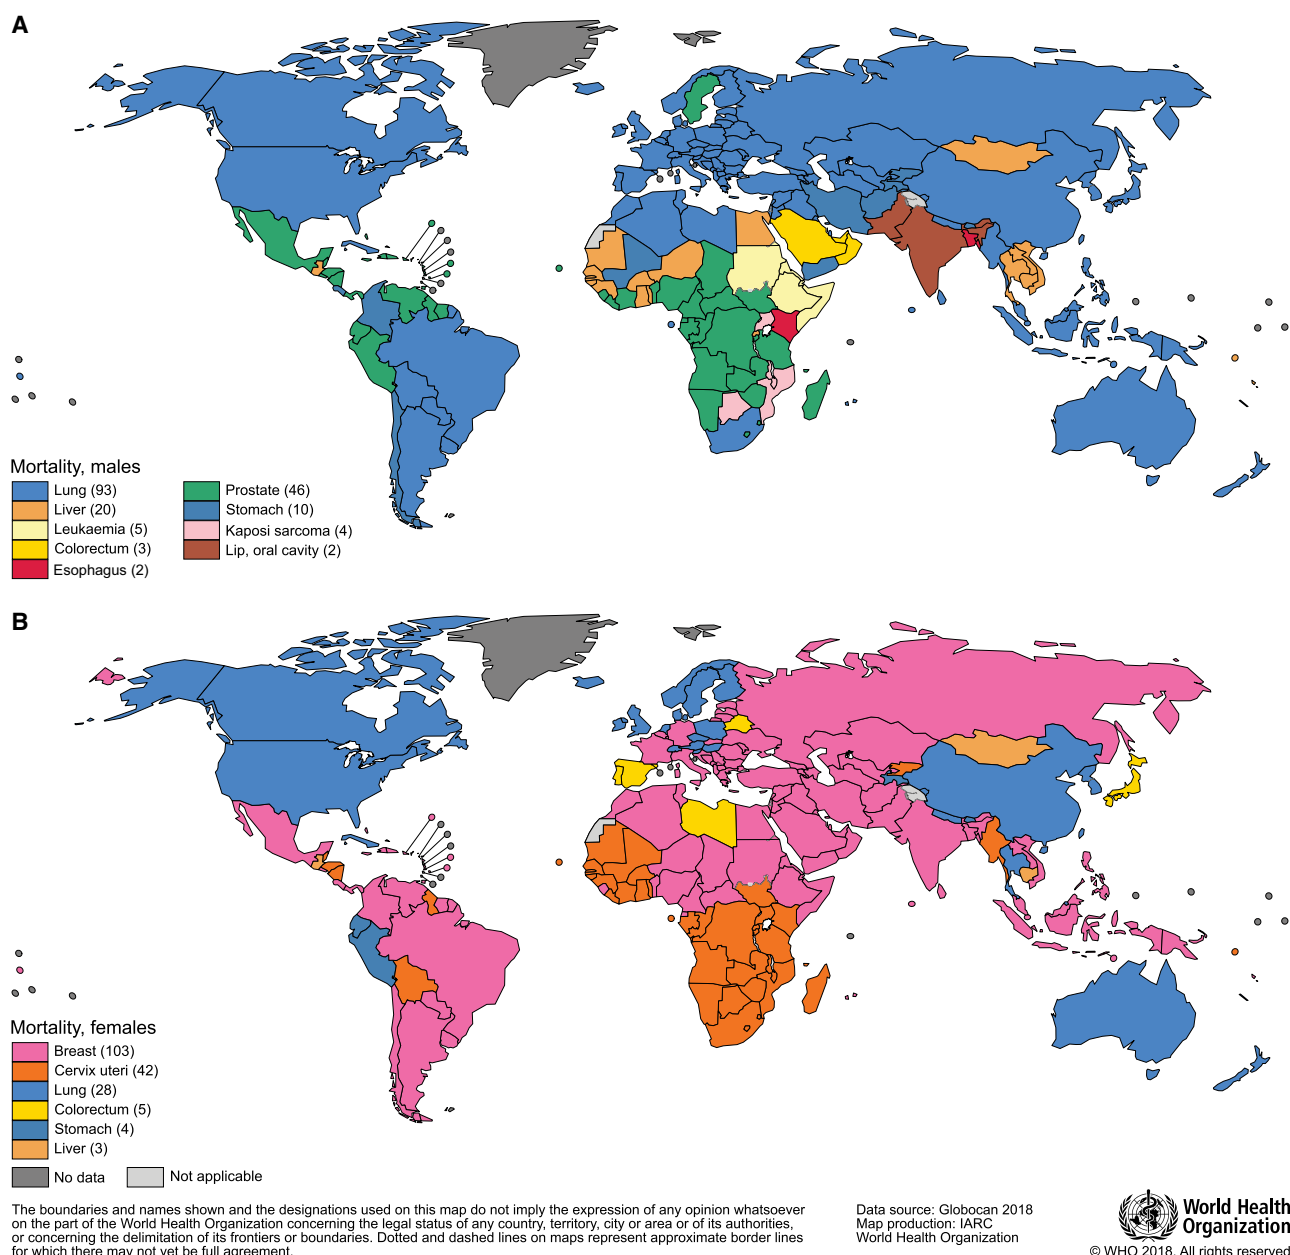 A
Mortality, males
Lung (93)
Liver (20)
Leukaemia (5)
Colorectum (3)
Esophagus (2)
Prostate (46)
Stomach (10)
Kaposi sarcoma (4)
Lip, oral cavity (2)
B
Mortality, females
Breast (103)
Cervix uteri (42)
Lung (28)
Colorectum (5)
Stomach (4)
Liver (3)
No data
Not applicable
The boundaries and names shown and the designations used on this map do not imply the expression of any opinion whatsoever
on the part of the World Health Organization concerning the legal status of any country, territory, city or area or of its authorities,
or concerning the delimitation of its frontiers or boundaries. Dotted and dashed lines on maps represent approximate border lines
for which there may not yet be full agreement.
Data source: Globocan 2018
Map production: IARC
World Health Organization
World Health
Organization
© WHO 2018. All rights reserved